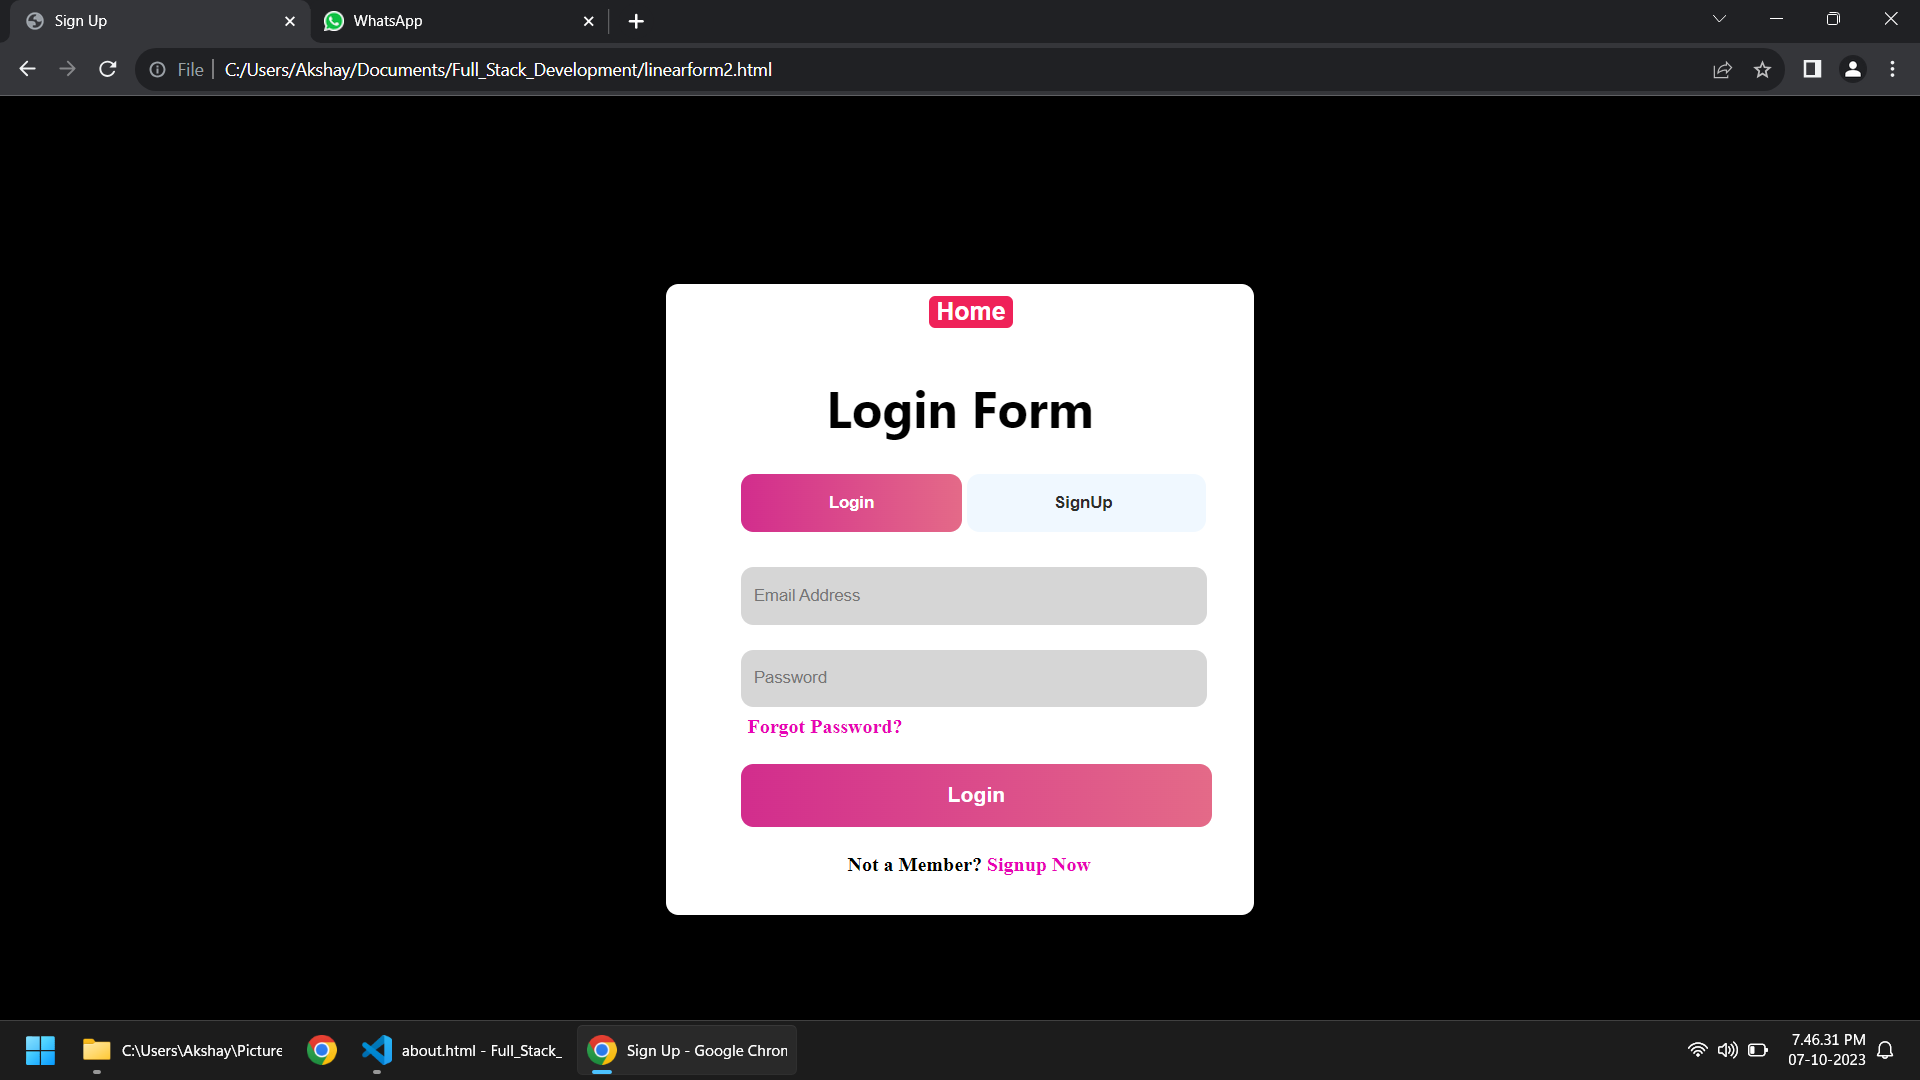 Sign Up
WhatsApp
File
C:/Users/Akshay/Documents/Full_Stack_Development/linearform2.html
Home
Login Form
Login
SignUp
Email Address
Password
Forgot Password?
Login
Not a Member? Signup Now
C:\Users\Akshay\Picture
about.html - Full_Stack_
Sign Up - Google Chron
7.46.31 PM
07-10-2023